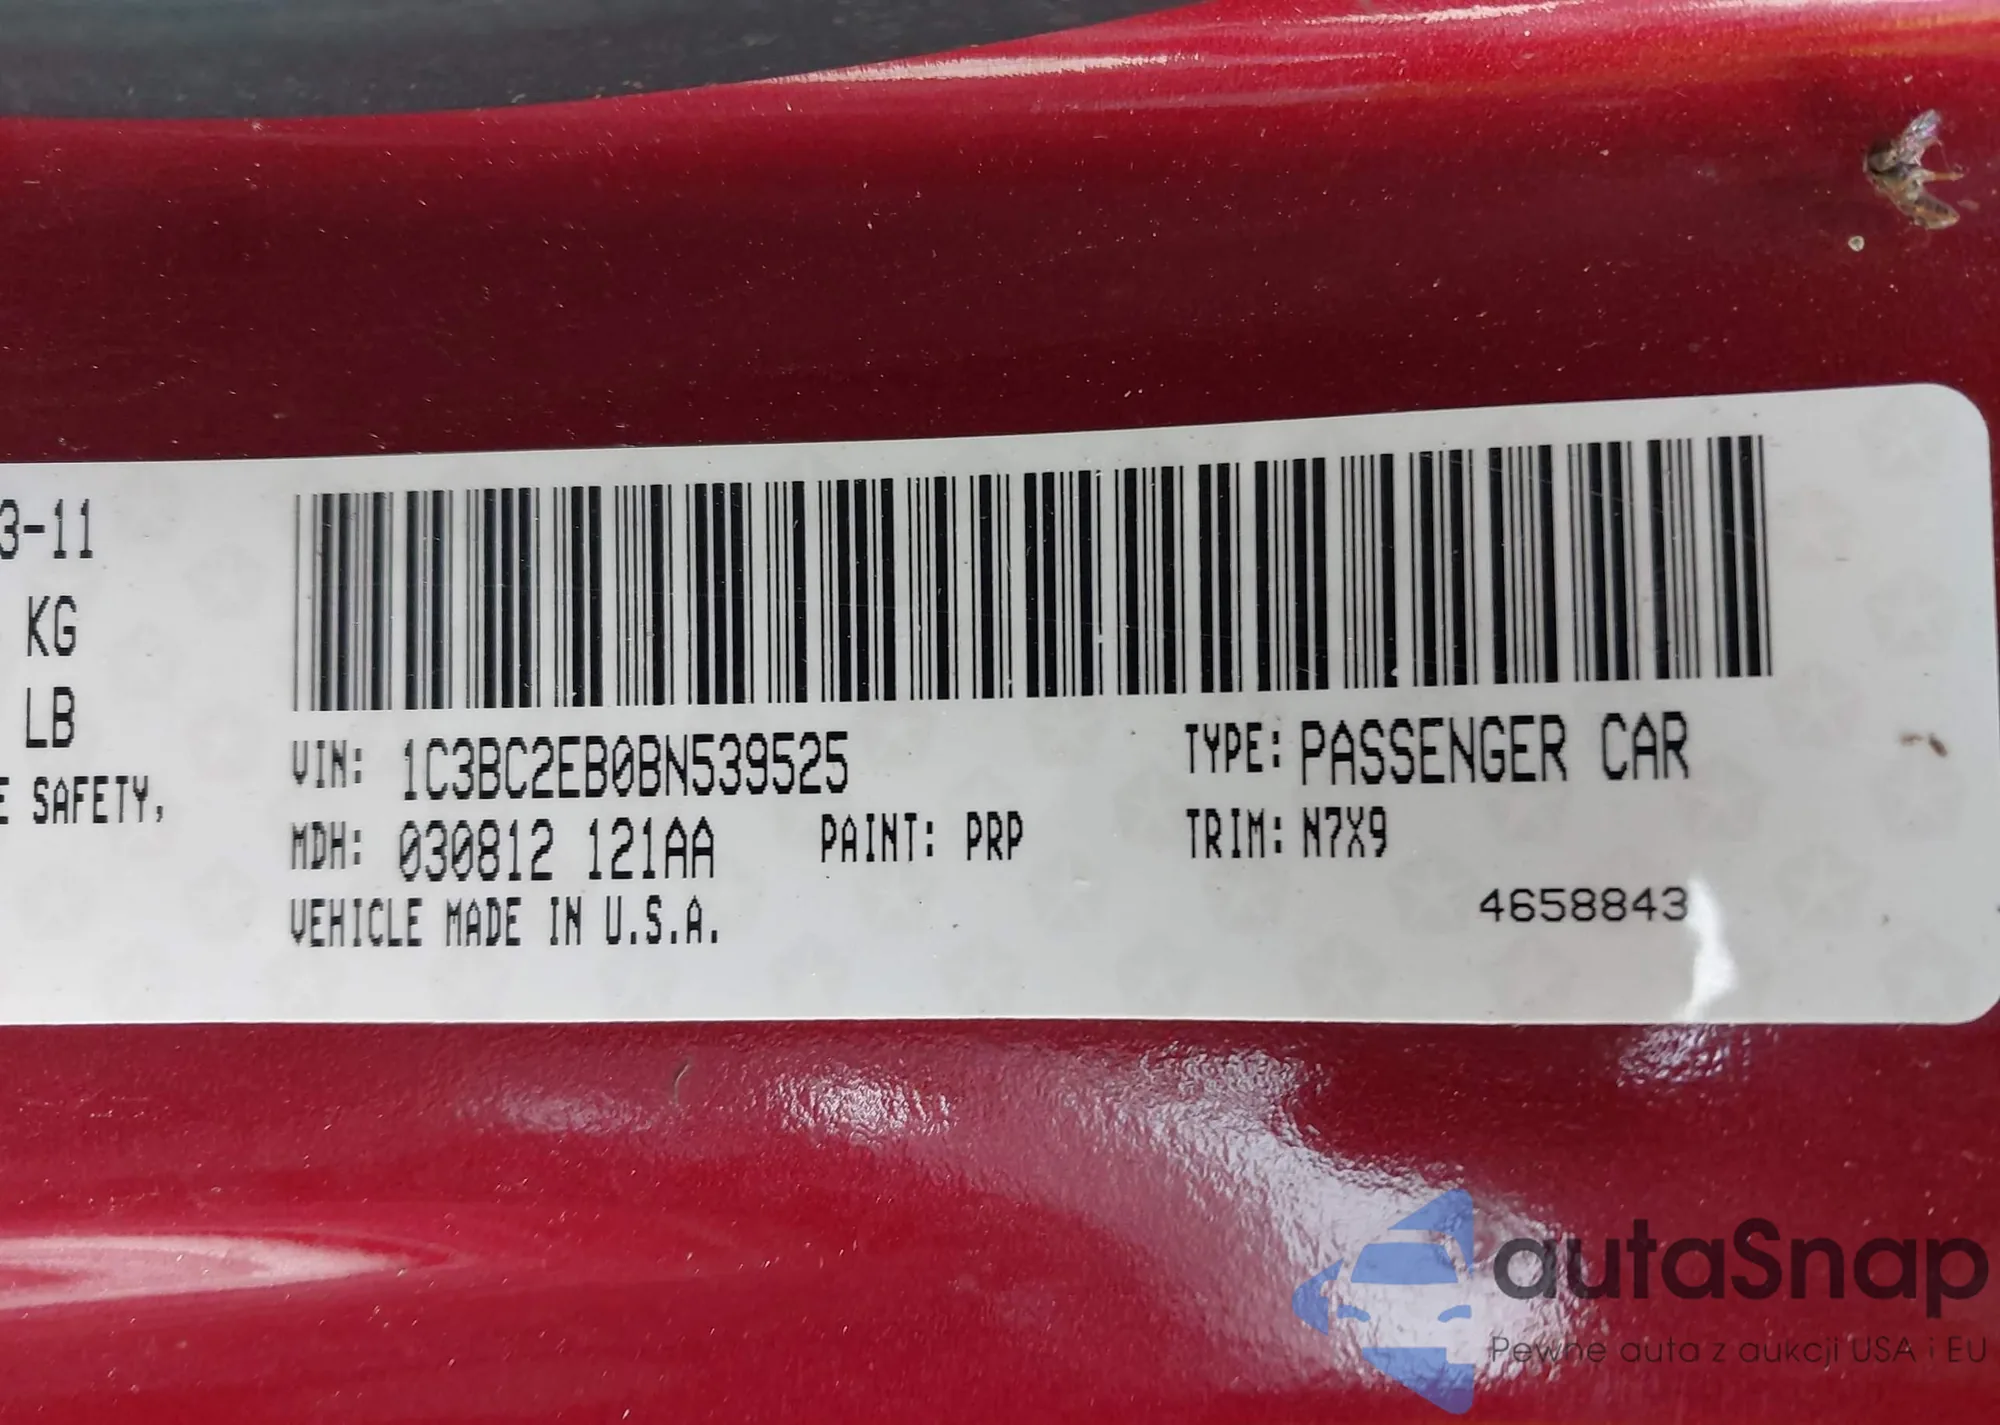 3-11
KG
LB
E SAFETY,
VIN: 1C3BC2EB0BN539525
TYPE: PASSENGER CAR
MDH: 030812 121AA
PAINT: PRP
TRIM: N7X9
VEHICLE MADE IN U.S.A.
4658843
autaSnap
Pewne auta z aukcji USA i EU